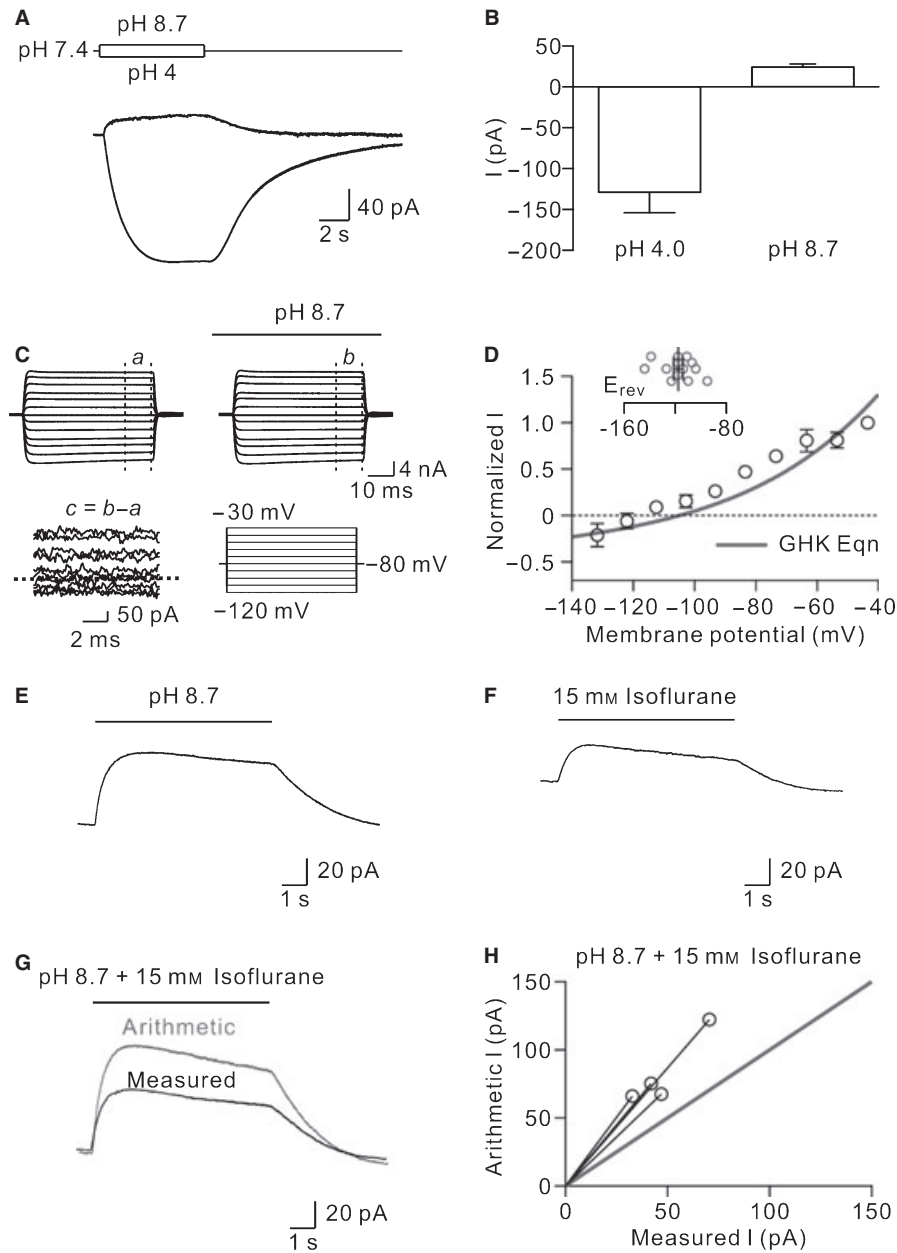 A
pH 8.7
pH 7.4
pH 4
40 pA
2 s
B
50
0
−50
−100
−150
−200
I (pA)
pH 4.0
pH 8.7
C
pH 8.7
a
b
4 nA
10 ms
c = b–a
−30 mV
−80 mV
−120 mV
50 pA
2 ms
D
1.5
1.0
0.5
0
−0.5
Normalized I
Erev
-160
-80
GHK Eqn
−140 −120 −100 −80 −60 −40
Membrane potential (mV)
E
pH 8.7
20 pA
1 s
F
15 mM Isoflurane
20 pA
1 s
G
pH 8.7 + 15 mM Isoflurane
Arithmetic
Measured
20 pA
1 s
H
pH 8.7 + 15 mM Isoflurane
150
100
50
0
Arithmetic I (pA)
0 50 100 150
Measured I (pA)